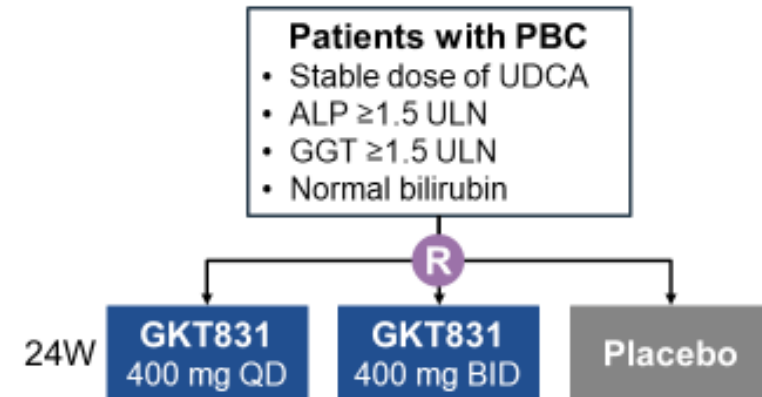 Patients with PBC
• Stable dose of UDCA
• ALP ≥1.5 ULN
• GGT ≥1.5 ULN
• Normal bilirubin
R
24W
GKT831
400 mg QD
GKT831
400 mg BID
Placebo